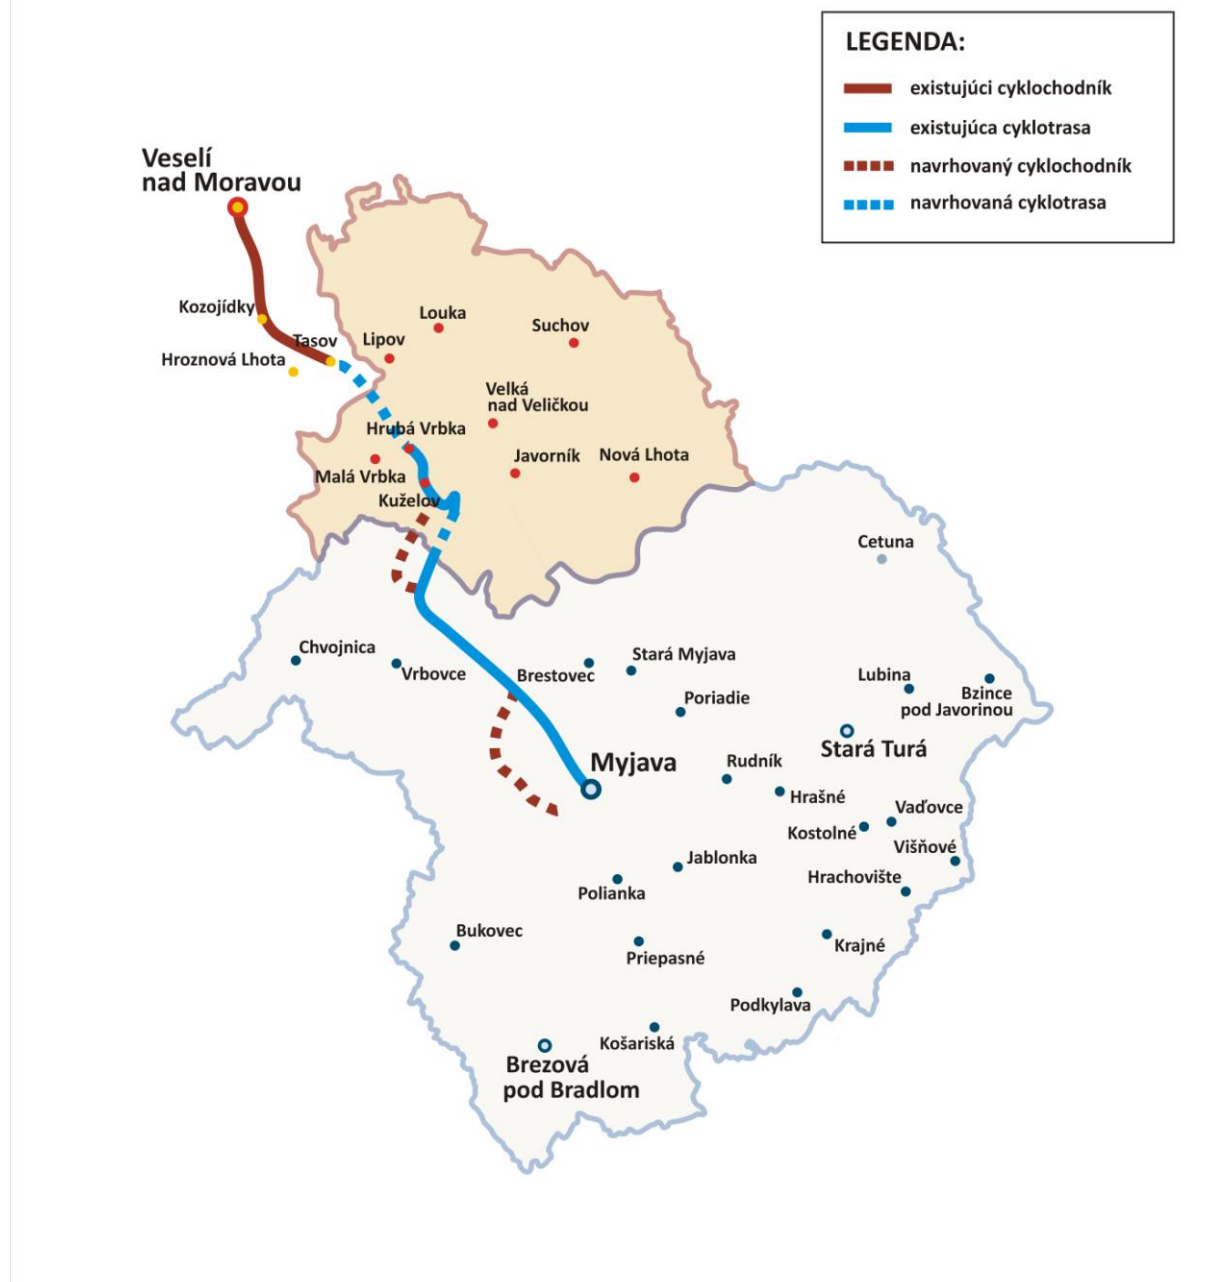 LEGENDA:
existujúci cyklochodník
existujúca cyklotrasa
navrhovaný cyklochodník
navrhovaná cyklotrasa
Veselí
nad Moravou
Kozojídky
Tasov
Hroznová Lhota
Lipov
Louka
Suchov
Velká
nad Veličkou
Hrubá Vrbka
Javorník
Nová Lhota
Malá Vrbka
Kuželov
Cetuna
Chvojnica
Vrbovce
Brestovec
Stará Myjava
Poriadie
Lubina
Bzince
pod Javorinou
Stará Turá
Myjava
Rudník
Hrašné
Vaďovce
Kostolné
Višňové
Jablonka
Hrachovište
Polianka
Bukovec
Krajné
Priepasné
Podkylava
Košariská
Brezová
pod Bradlom